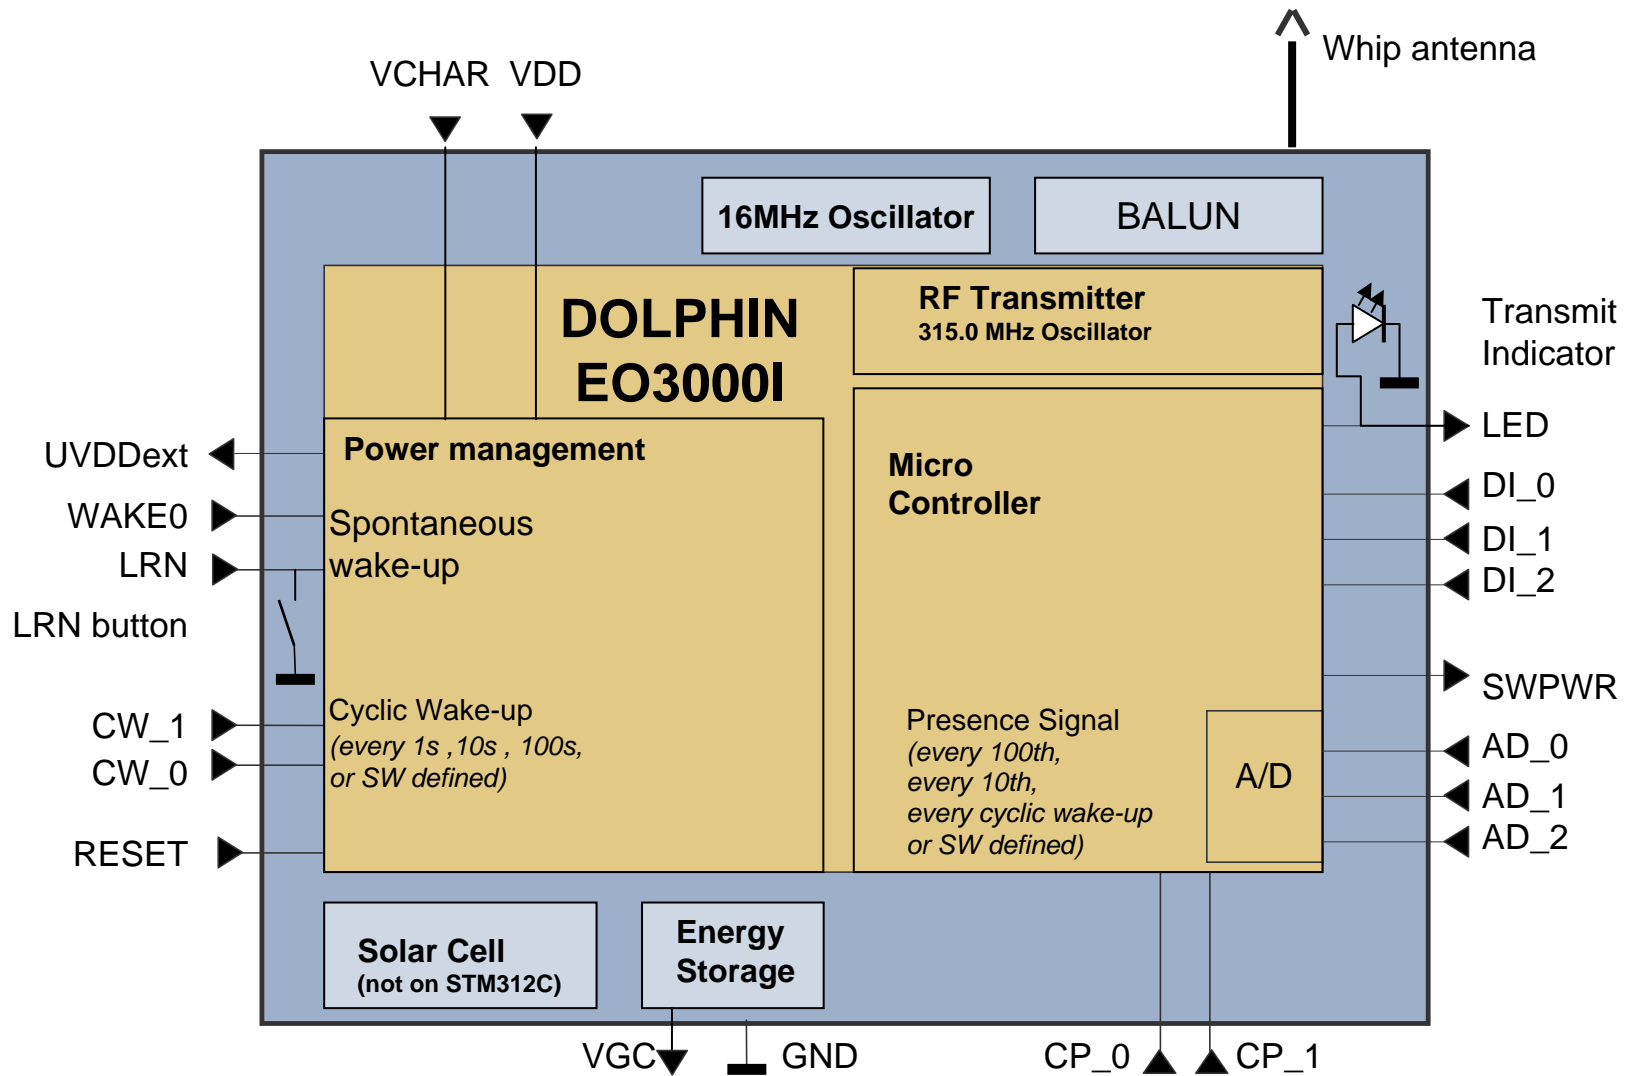 Whip antenna
VCHAR VDD
16MHz Oscillator
BALUN
DOLPHIN
EO3000I
RF Transmitter
315.0 MHz Oscillator
Transmit
Indicator
LED
UVDDext
WAKE0
LRN
LRN button
CW_1
CW_0
RESET
Power management
Spontaneous
wake-up
Cyclic Wake-up
(every 1s ,10s , 100s,
or SW defined)
Micro
Controller
Presence Signal
(every 100th,
every 10th,
every cyclic wake-up
or SW defined)
A/D
DI_0
DI_1
DI_2
SWPWR
AD_0
AD_1
AD_2
Solar Cell
(not on STM312C)
Energy
Storage
VGC
GND
CP_0
CP_1